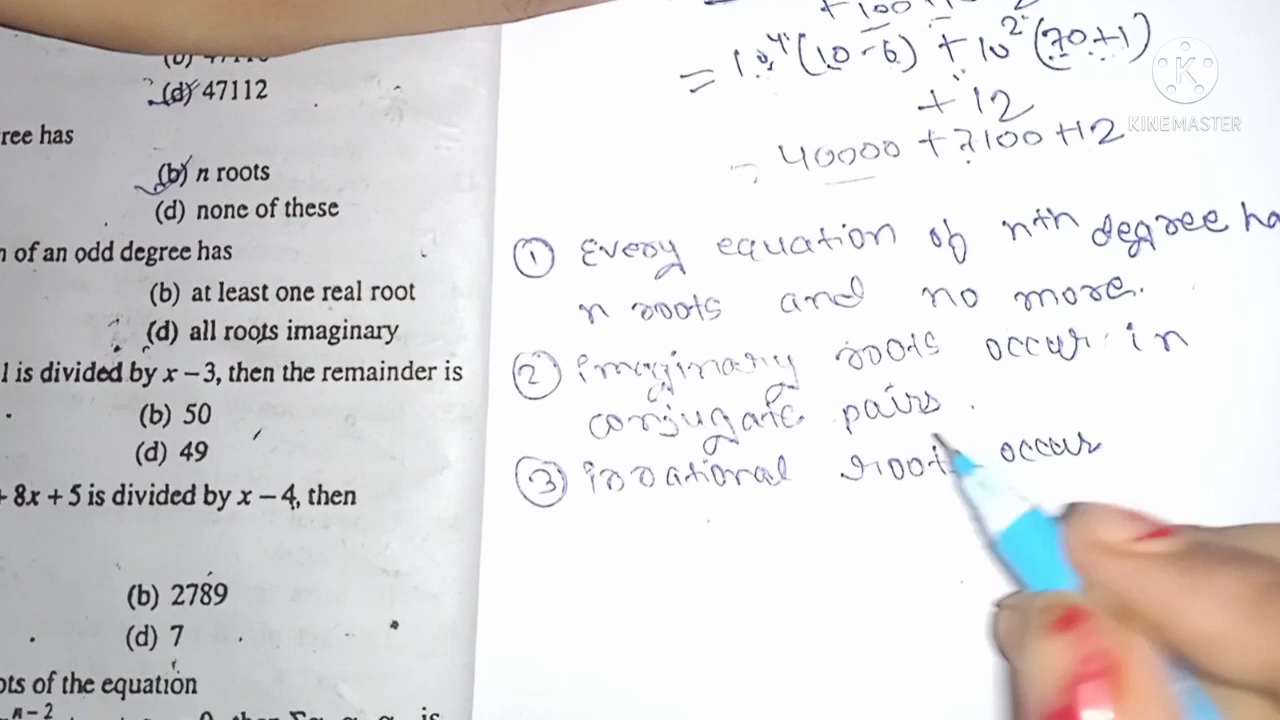 (d) 47112
ree has
(b) n roots
(d) none of these
n of an odd degree has
(b) at least one real root
(d) all roots imaginary
1 is divided by x – 3, then the remainder is
(b) 50
(d) 49
+ 8x + 5 is divided by x – 4, then
(b) 2789
(d) 7
ots of the equation
n – 2
is
= 10⁴(10-6) + 10²(70+1)
+ 12
= 40000 + 7100 + 12
KINEMASTER
① Every equation of nth degree ha
n roots and no more.
② imaginary roots occur in
conjugate pairs.
③ irrational roots occur